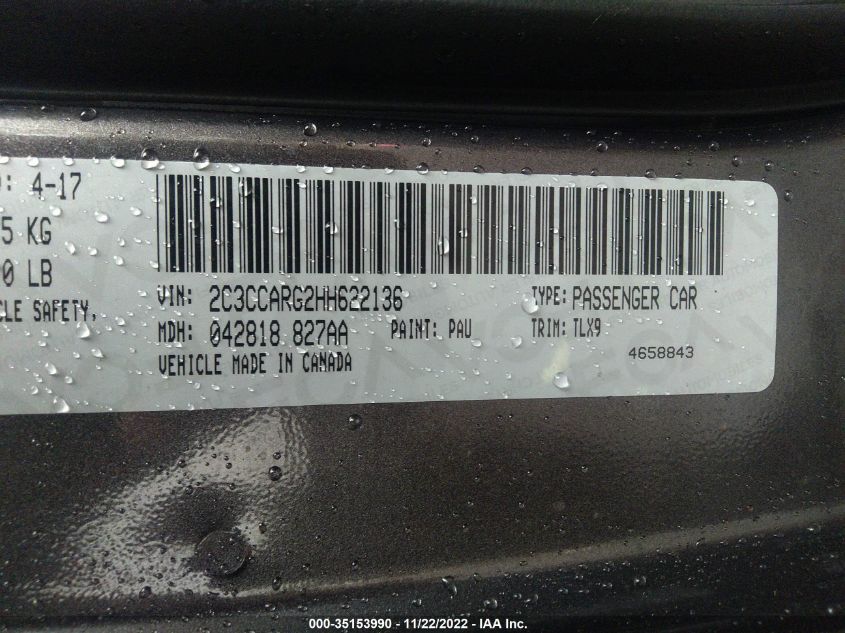 : 4-17
5 KG
0 LB
CLE SAFETY,
VIN: 2C3CCARG2HH622136 TYPE: PASSENGER CAR
MDH: 042818 827AA PAINT: PAU TRIM: TLX9
VEHICLE MADE IN CANADA 4658843
000-35153990 - 11/22/2022 - IAA Inc.